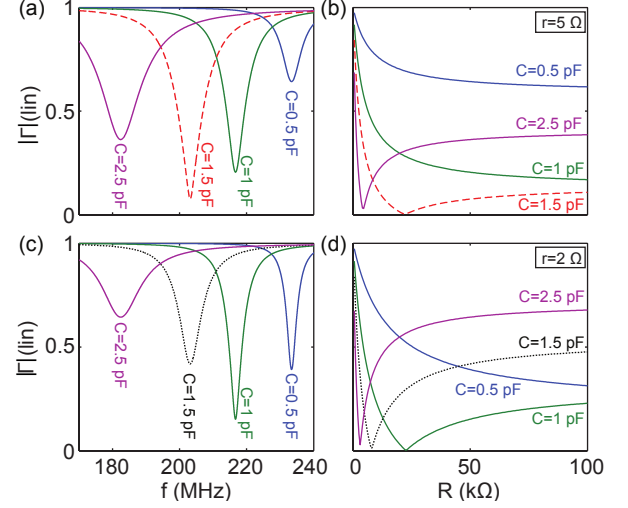 (a)
1
0.5
0
|Γ|(lin)
C=2.5 pF
C=1.5 pF
C=1 pF
C=0.5 pF
(b)
r=5 Ω
C=0.5 pF
C=2.5 pF
C=1 pF
C=1.5 pF
(c)
1
0.5
0
|Γ|(lin)
C=2.5 pF
C=1.5 pF
C=1 pF
C=0.5 pF
180 200 220 240
f (MHz)
(d)
r=2 Ω
C=2.5 pF
C=1.5 pF
C=0.5 pF
C=1 pF
0 50 100
R (kΩ)